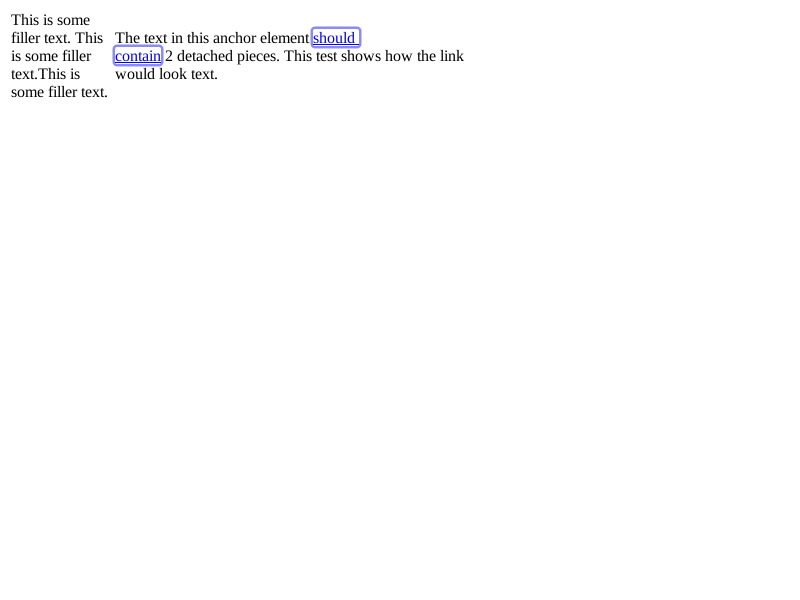 This is some
filler text. This
is some filler
text.This is
some filler text.
The text in this anchor element should
contain 2 detached pieces. This test shows how the link
would look text.